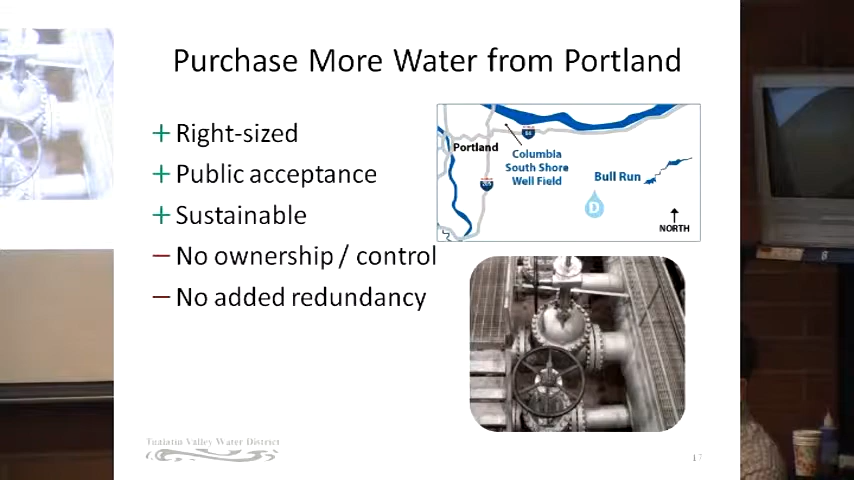 Purchase More Water from Portland
+ Right-sized
+ Public acceptance
+ Sustainable
− No ownership / control
− No added redundancy
Portland
Columbia
South Shore
Well Field
Bull Run
D
NORTH
Tualatin Valley Water District
17